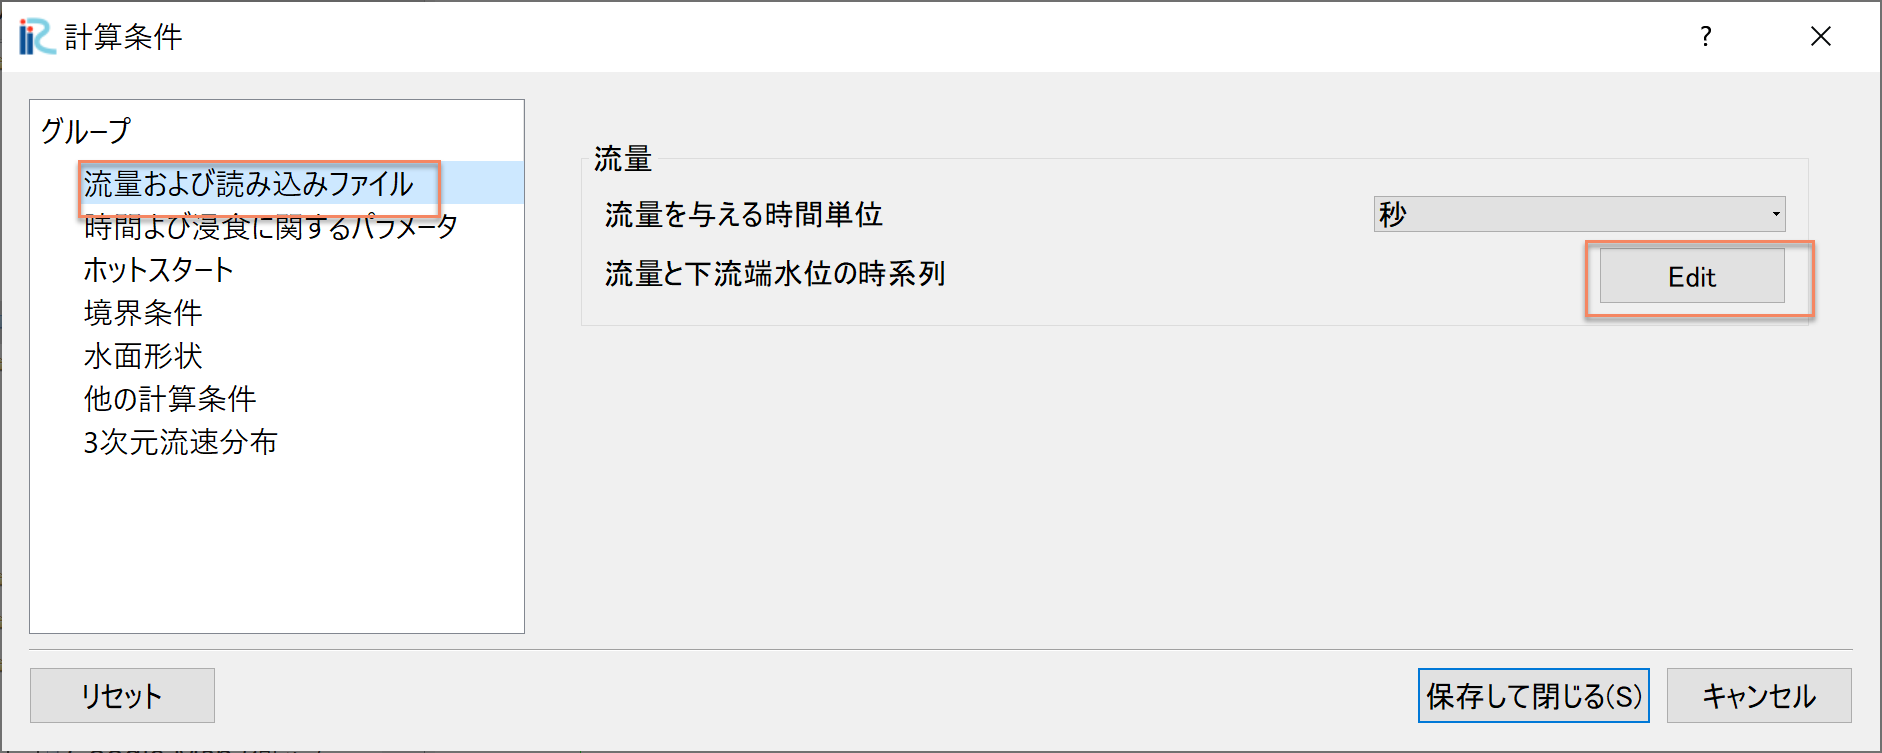 iRIC 計算条件
?
グループ
流量および読み込みファイル
時間よび浸食に関するパラメータ
ホットスタート
境界条件
水面形状
他の計算条件
3次元流速分布
流量
流量を与える時間単位
秒
流量と下流端水位の時系列
Edit
リセット
保存して閉じる(S)
キャンセル